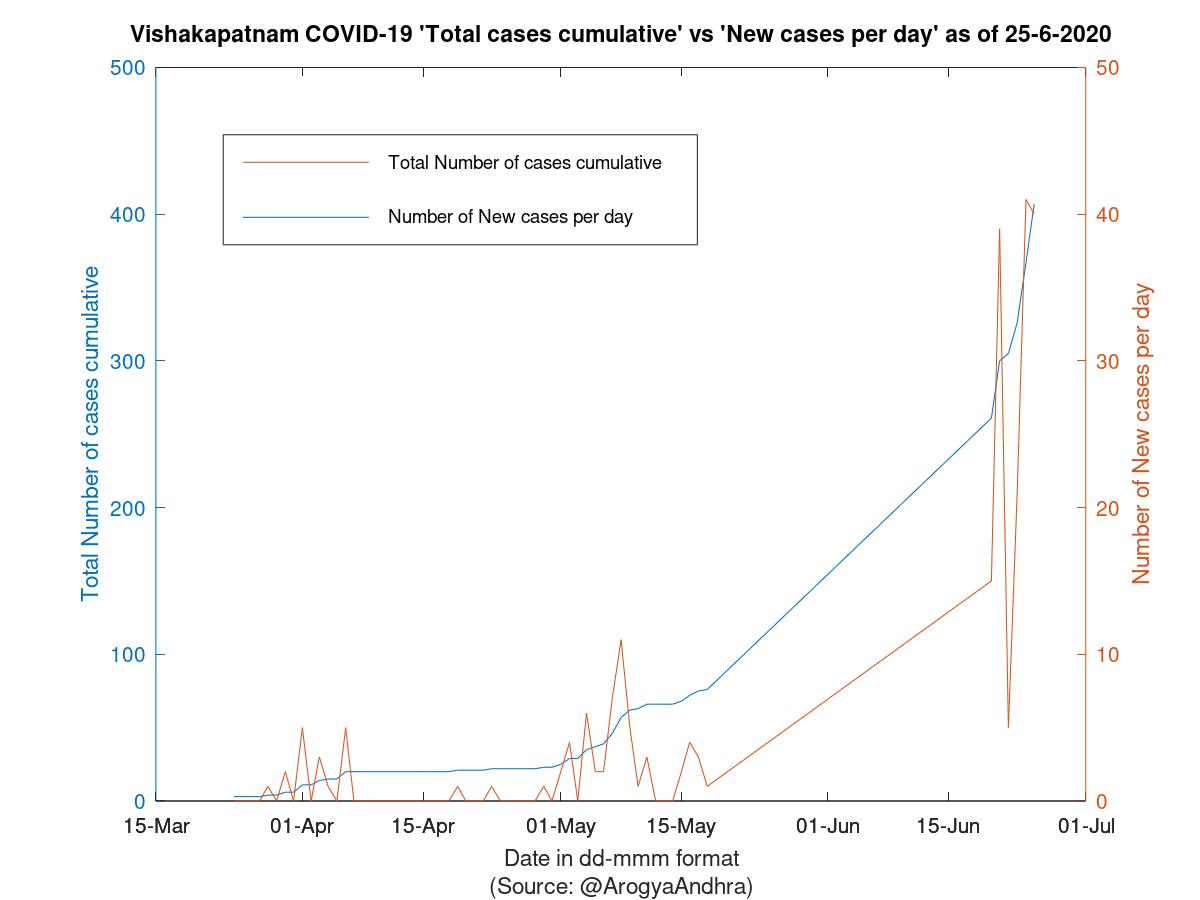 Vishakapatnam COVID-19 'Total cases cumulative' vs 'New cases per day' as of 25-6-2020
500
50
Total Number of cases cumulative
Number of New cases per day
400
40
300
30
200
20
100
10
0
0
Total Number of cases cumulative
Number of New cases per day
15-Mar 01-Apr 15-Apr 01-May 15-May 01-Jun 15-Jun 01-Jul
Date in dd-mmm format
(Source: @ArogyaAndhra)